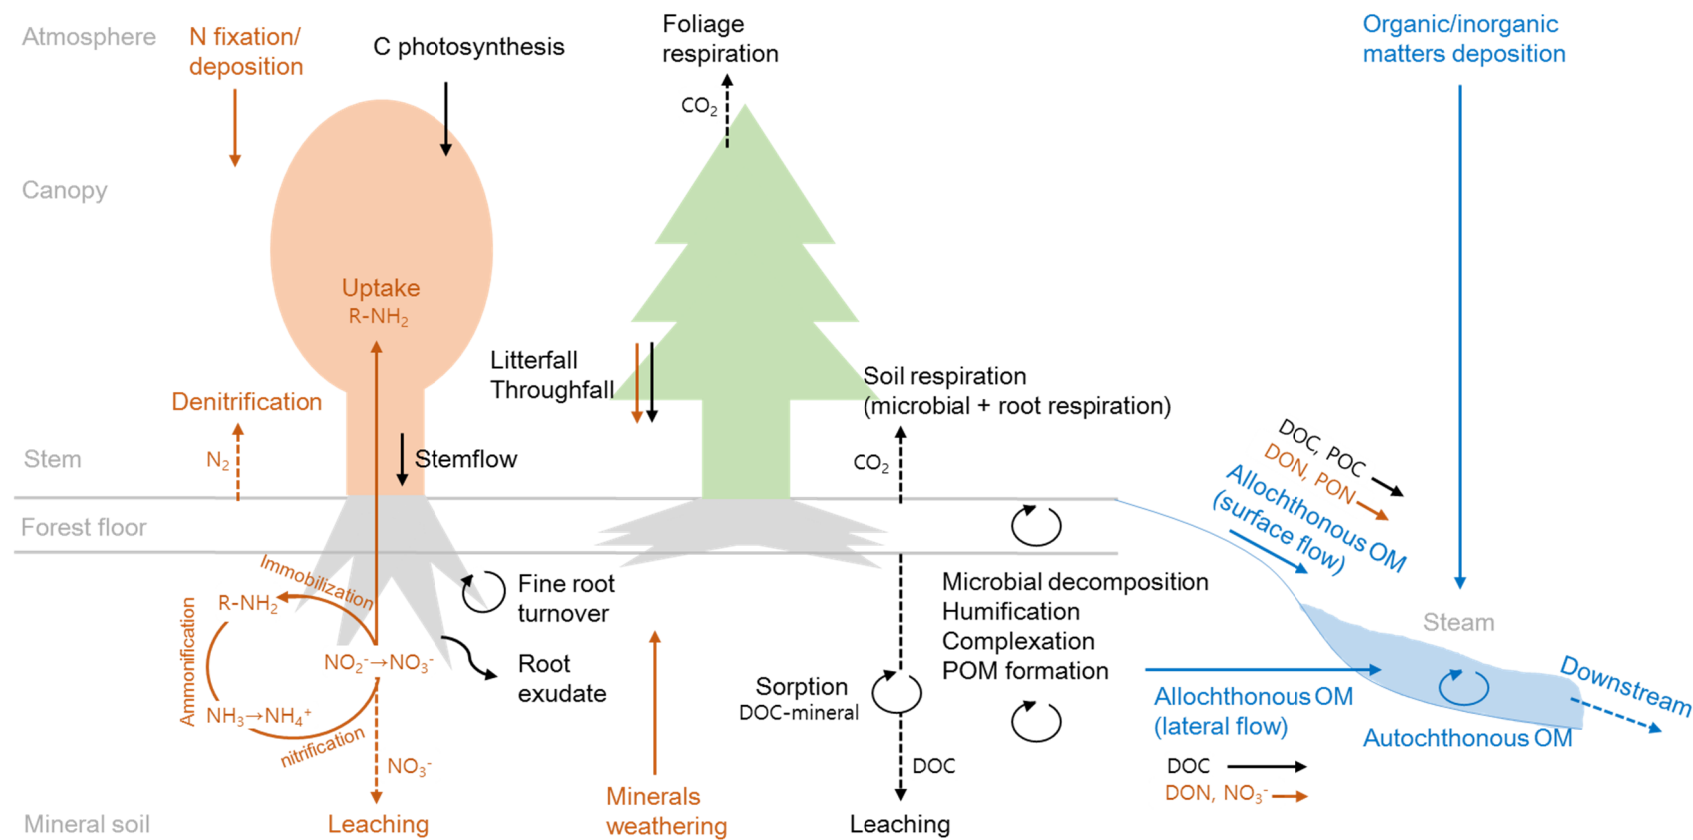 Atmosphere
N fixation/
deposition
C photosynthesis
Foliage
respiration
CO₂
Organic/inorganic
matters deposition
Canopy
Uptake
R-NH₂
Litterfall
Throughfall
Denitrification
N₂
Soil respiration
(microbial + root respiration)
CO₂
Stem
Stemflow
DOC, POC
DON, PON
Allochthonous OM
(surface flow)
Forest floor
Immobilization
R-NH₂
Ammonification
NO₂⁻→NO₃⁻
NH₃→NH₄⁺
nitrification
NO₃⁻
Leaching
Fine root
turnover
Root
exudate
Minerals
weathering
Microbial decomposition
Humification
Complexation
POM formation
Sorption
DOC-mineral
DOC
Leaching
Steam
Allochthonous OM
(lateral flow)
DOC
DON, NO₃⁻
Downstream
Autochthonous OM
Mineral soil